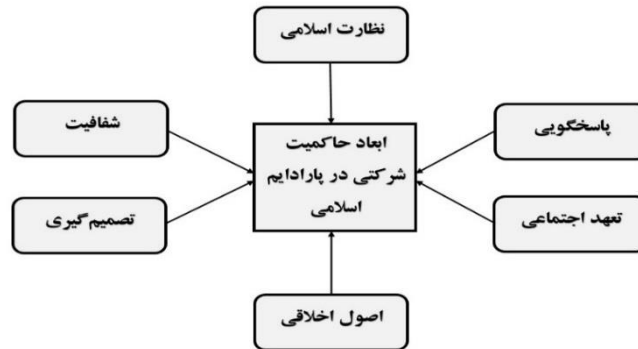 نظارت اسلامی
شفافیت
پاسخگویی
ابعاد حاکمیت
شرکتی در پارادایم
اسلامی
تصمیم‌گیری
تعهد اجتماعی
اصول اخلاقی